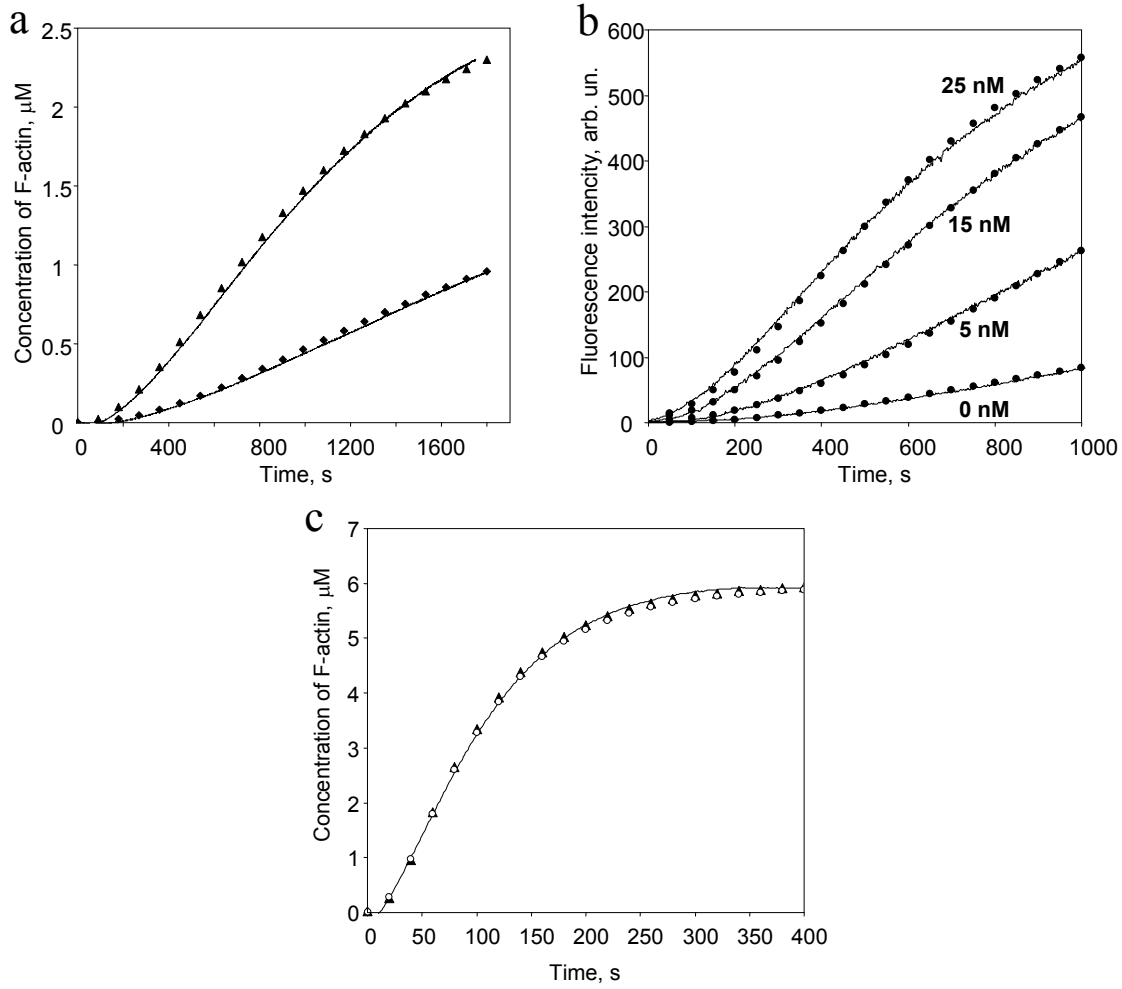 a
Concentration of F-actin, μM
2.5
2
1.5
1
0.5
0
0 400 800 1200 1600
Time, s
b
Fluorescence intencity, arb. un.
600
500
400
300
200
100
0
25 nM
15 nM
5 nM
0 nM
0 200 400 600 800 1000
Time, s
c
Concentration of F-actin, μM
7
6
5
4
3
2
1
0
0 50 100 150 200 250 300 350 400
Time, s